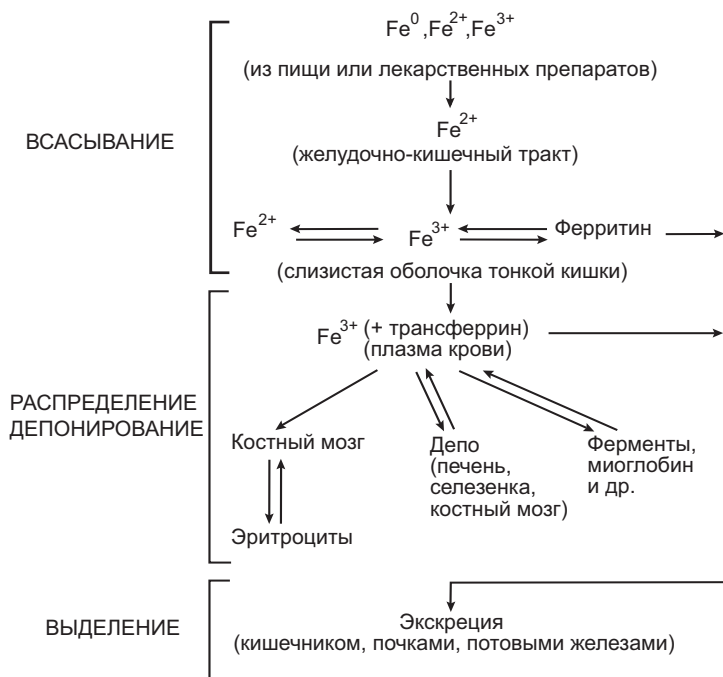 Fe⁰,Fe²⁺,Fe³⁺
(из пищи или лекарственных препаратов)
ВСАСЫВАНИЕ
Fe²⁺
(желудочно-кишечный тракт)
Fe²⁺ Fe³⁺ Ферритин
(слизистая оболочка тонкой кишки)
Fe³⁺ (+ трансферрин)
(плазма крови)
РАСПРЕДЕЛЕНИЕ
ДЕПОНИРОВАНИЕ
Костный мозг
Эритроциты
Депо
(печень,
селезенка,
костный мозг)
Ферменты,
миоглобин
и др.
ВЫДЕЛЕНИЕ
Экскреция
(кишечником, почками, потовыми железами)